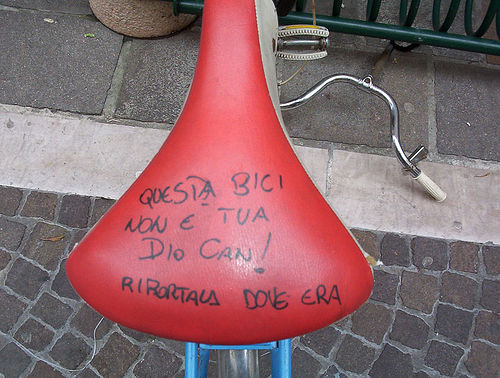 QUESTA BICI
NON E TUA
DIO CAN!
RIPORTALA DOVE ERA